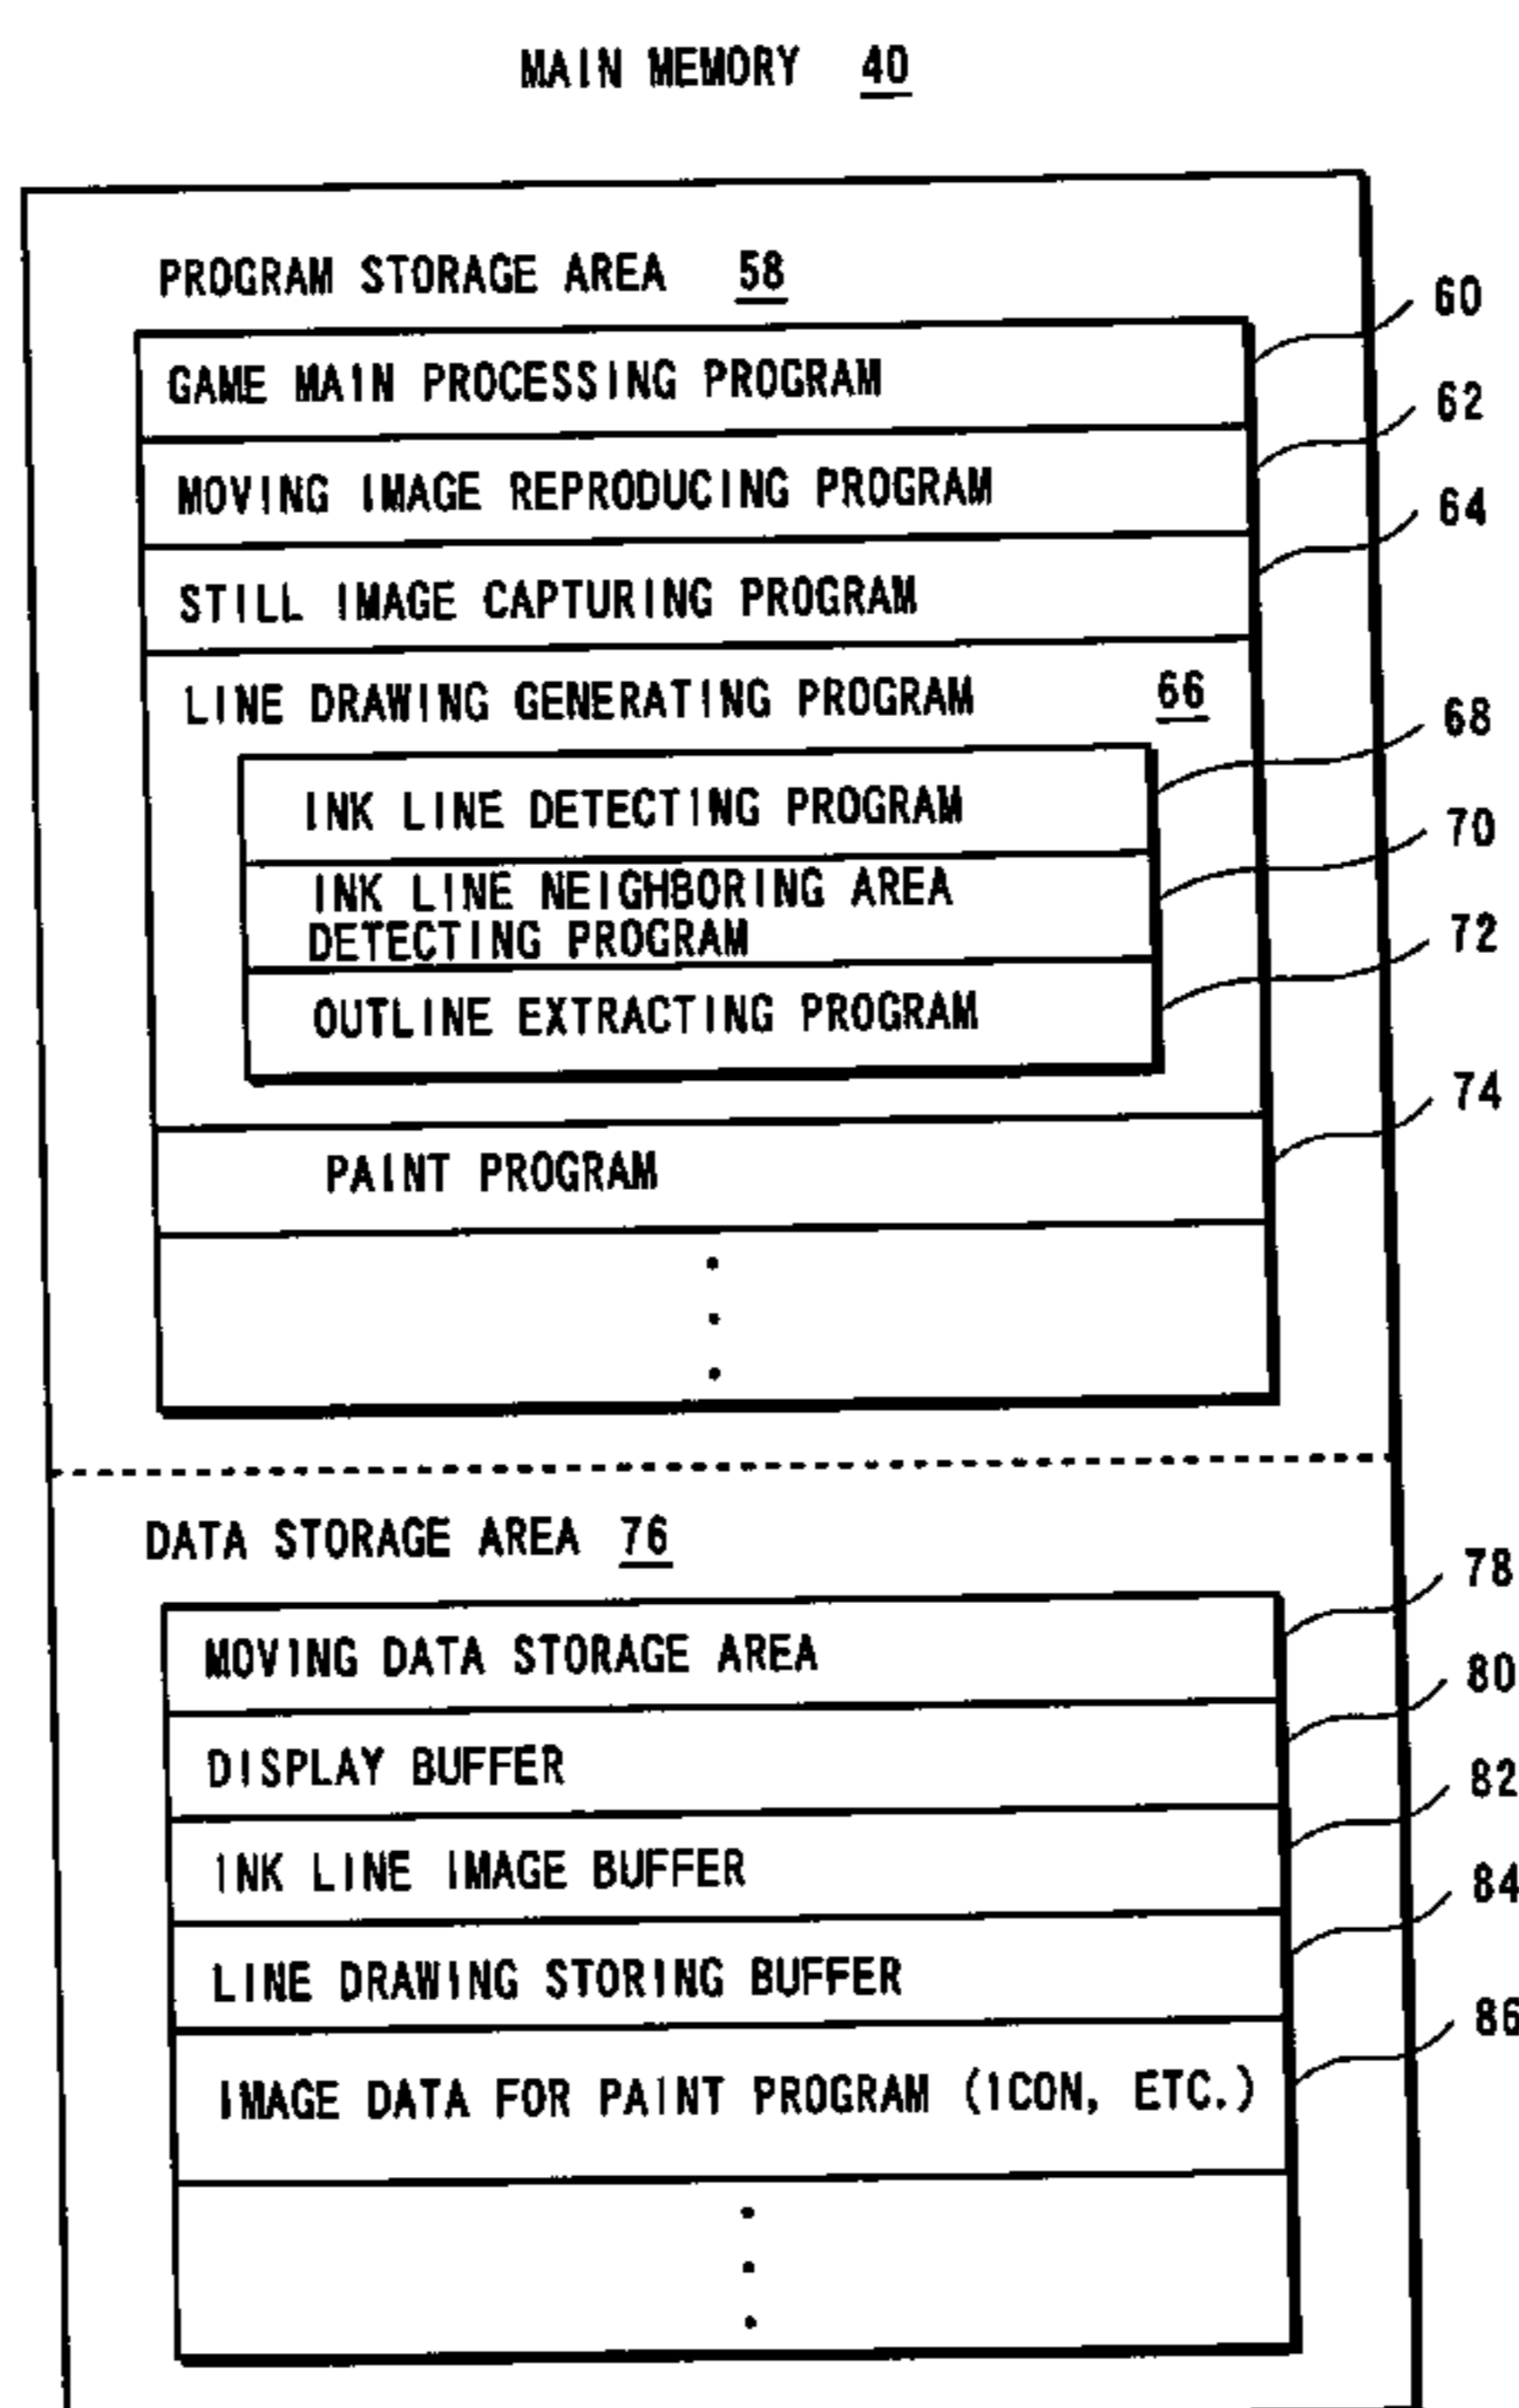 MAIN MEMORY 40
PROGRAM STORAGE AREA 58
GAME MAIN PROCESSING PROGRAM 60
MOVING IMAGE REPRODUCING PROGRAM 62
STILL IMAGE CAPTURING PROGRAM 64
LINE DRAWING GENERATING PROGRAM 66
INK LINE DETECTING PROGRAM 68
INK LINE NEIGHBORING AREA 70
DETECTING PROGRAM
OUTLINE EXTRACTING PROGRAM 72
PAINT PROGRAM 74
DATA STORAGE AREA 76
MOVING DATA STORAGE AREA 78
DISPLAY BUFFER 80
INK LINE IMAGE BUFFER 82
LINE DRAWING STORING BUFFER 84
IMAGE DATA FOR PAINT PROGRAM (ICON, ETC.) 86